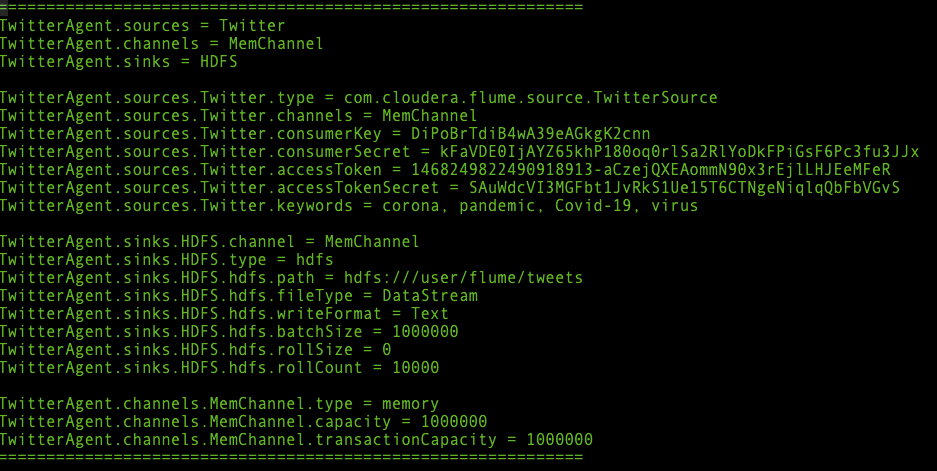 ==============================================================
TwitterAgent.sources = Twitter
TwitterAgent.channels = MemChannel
TwitterAgent.sinks = HDFS
TwitterAgent.sources.Twitter.type = com.cloudera.flume.source.TwitterSource
TwitterAgent.sources.Twitter.channels = MemChannel
TwitterAgent.sources.Twitter.consumerKey = DiPoBrTdiB4wA39eAGkgK2cnn
TwitterAgent.sources.Twitter.consumerSecret = kFaVDE0IjAYZ65khP180oq0rlSa2RlYoDkFPiGsF6Pc3fu3JJx
TwitterAgent.sources.Twitter.accessToken = 1468249822490918913-aCzejQXEAommN90x3rEjlLHJEeMFeR
TwitterAgent.sources.Twitter.accessTokenSecret = SAuWdcVI3MGFbt1JvRkS1Ue15T6CTNgeNiqlqQbFbVGvS
TwitterAgent.sources.Twitter.keywords = corona, pandemic, Covid-19, virus
TwitterAgent.sinks.HDFS.channel = MemChannel
TwitterAgent.sinks.HDFS.type = hdfs
TwitterAgent.sinks.HDFS.hdfs.path = hdfs:///user/flume/tweets
TwitterAgent.sinks.HDFS.hdfs.fileType = DataStream
TwitterAgent.sinks.HDFS.hdfs.writeFormat = Text
TwitterAgent.sinks.HDFS.hdfs.batchSize = 1000000
TwitterAgent.sinks.HDFS.hdfs.rollSize = 0
TwitterAgent.sinks.HDFS.hdfs.rollCount = 10000
TwitterAgent.channels.MemChannel.type = memory
TwitterAgent.channels.MemChannel.capacity = 1000000
TwitterAgent.channels.MemChannel.transactionCapacity = 1000000
==============================================================